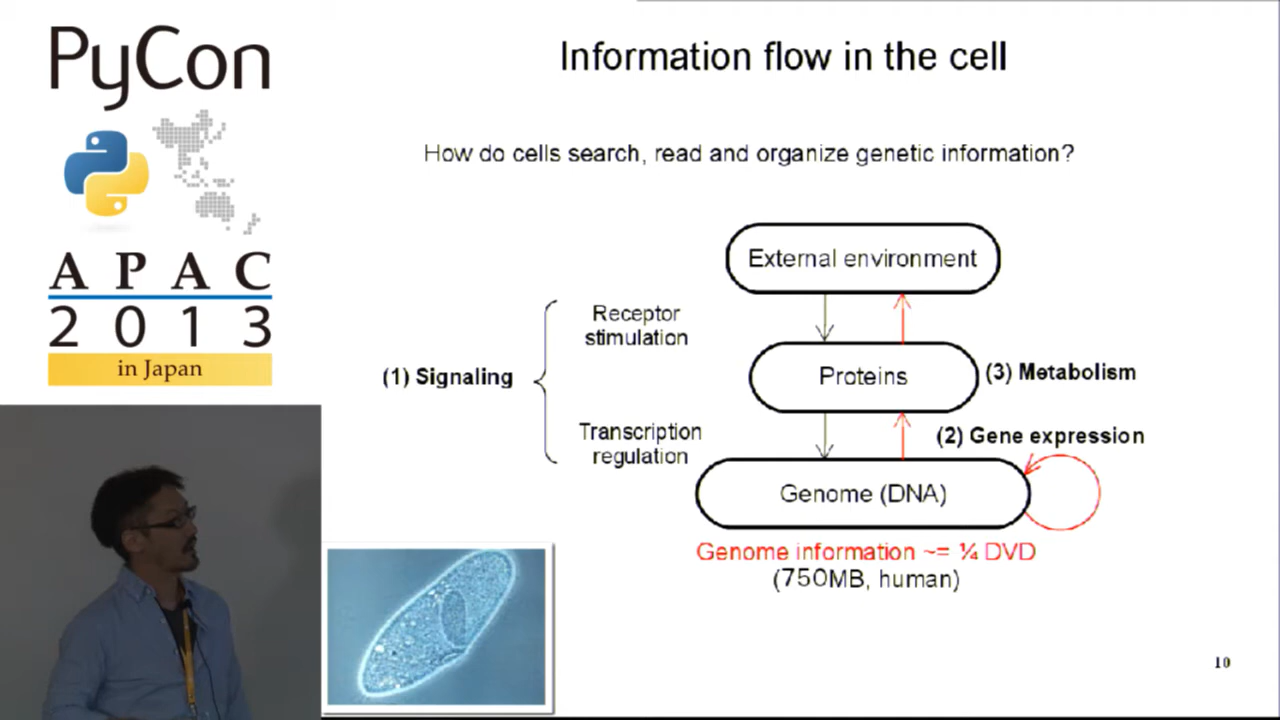 PyCon
APAC
2013
in Japan
Information flow in the cell
How do cells search, read and organize genetic information?
External environment
Receptor
stimulation
(1) Signaling
Proteins
(3) Metabolism
Transcription
regulation
(2) Gene expression
Genome (DNA)
Genome information ~= ¼ DVD
(750MB, human)
10